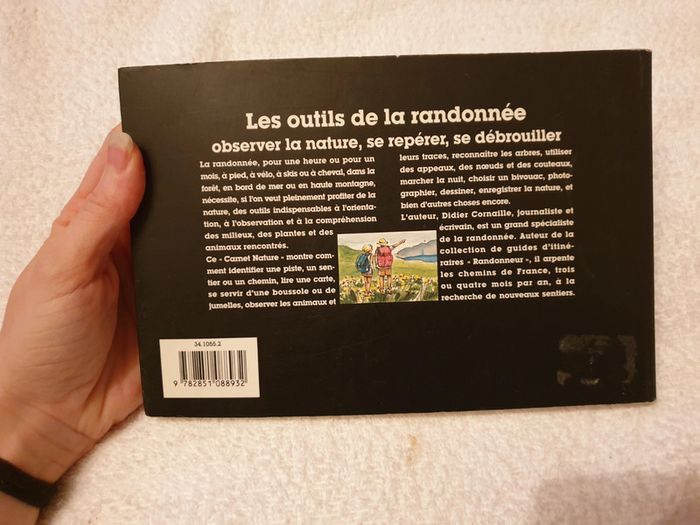 Les outils de la randonnée
observer la nature, se repérer, se débrouiller
La randonnée, pour une heure ou pour un
mois, à pied, à vélo, à skis ou à cheval, dans la
forêt, en bord de mer ou en haute montagne,
nécessite, si l'on veut pleinement profiter de la
nature, des outils indispensables à l'orienta-
tion, à l'observation et à la compréhension
des milieux, des plantes et des
animaux rencontrés.
Ce « Carnet Nature » montre com-
ment identifier une piste, un sen-
tier ou un chemin, lire une carte,
se servir d'une boussole ou de
jumelles, observer les animaux et
leurs traces, reconnaître les arbres, utiliser
des appeaux, des nœuds et des couteaux,
marcher la nuit, choisir un bivouac, photo-
graphier, dessiner, enregistrer la nature, et
bien d'autres choses encore.
L'auteur, Didier Cornaille, journaliste et
écrivain, est un grand spécialiste
de la randonnée. Auteur de la
collection de guides d'itiné-
raires « Randonneur », il arpente
les chemins de France, trois
ou quatre mois par an, à la
recherche de nouveaux sentiers.
34.1055.2
9 782851 088932